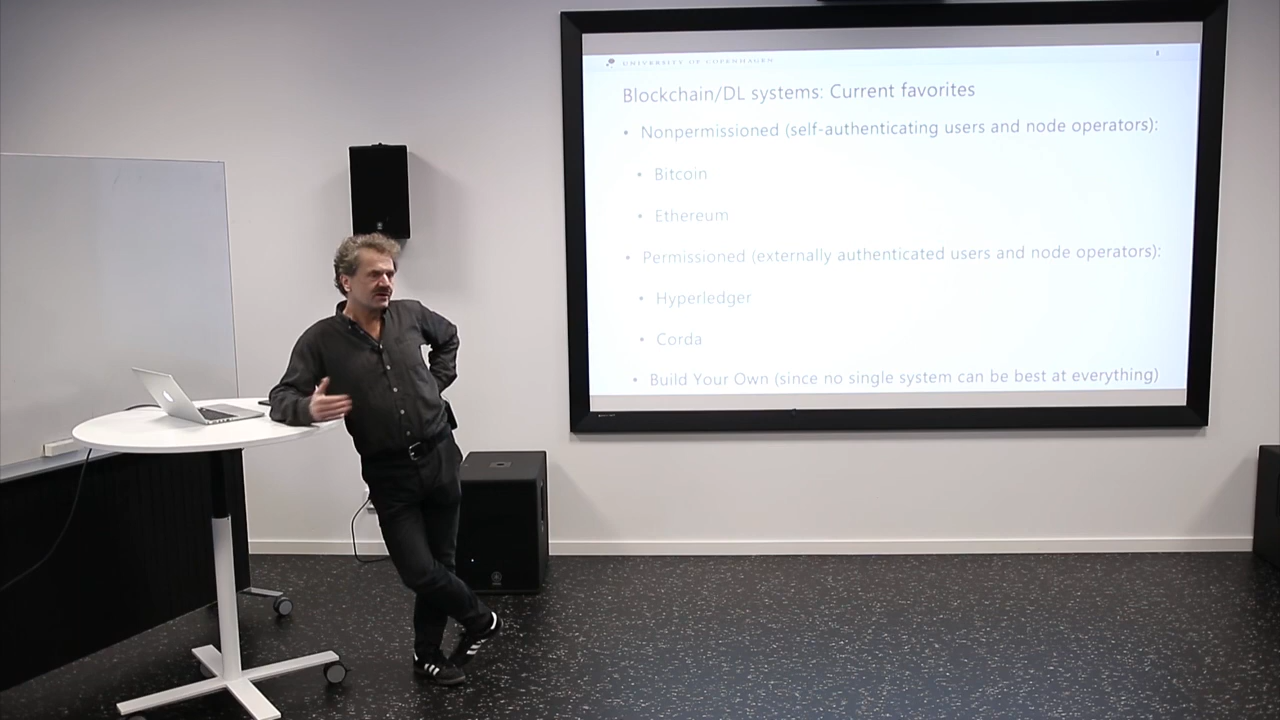 UNIVERSITY OF COPENHAGEN
8
Blockchain/DL systems: Current favorites
• Nonpermissioned (self-authenticating users and node operators):
• Bitcoin
• Ethereum
• Permissioned (externally authenticated users and node operators):
• Hyperledger
• Corda
• Build Your Own (since no single system can be best at everything)